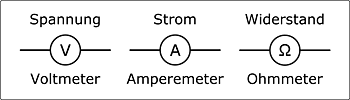 Spannung Strom Widerstand
V A Ω
Voltmeter Amperemeter Ohmmeter